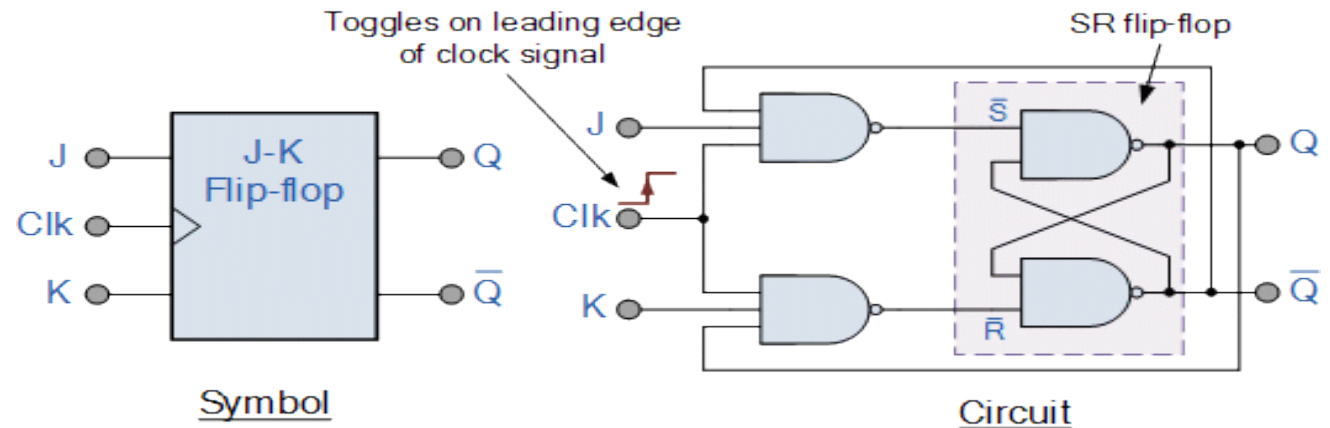 Toggles on leading edge
of clock signal
SR flip-flop
J
J-K
Flip-flop
Q
Clk
K
Q̅
Symbol
J
Clk
K
S̅
R̅
Q
Q̅
Circuit